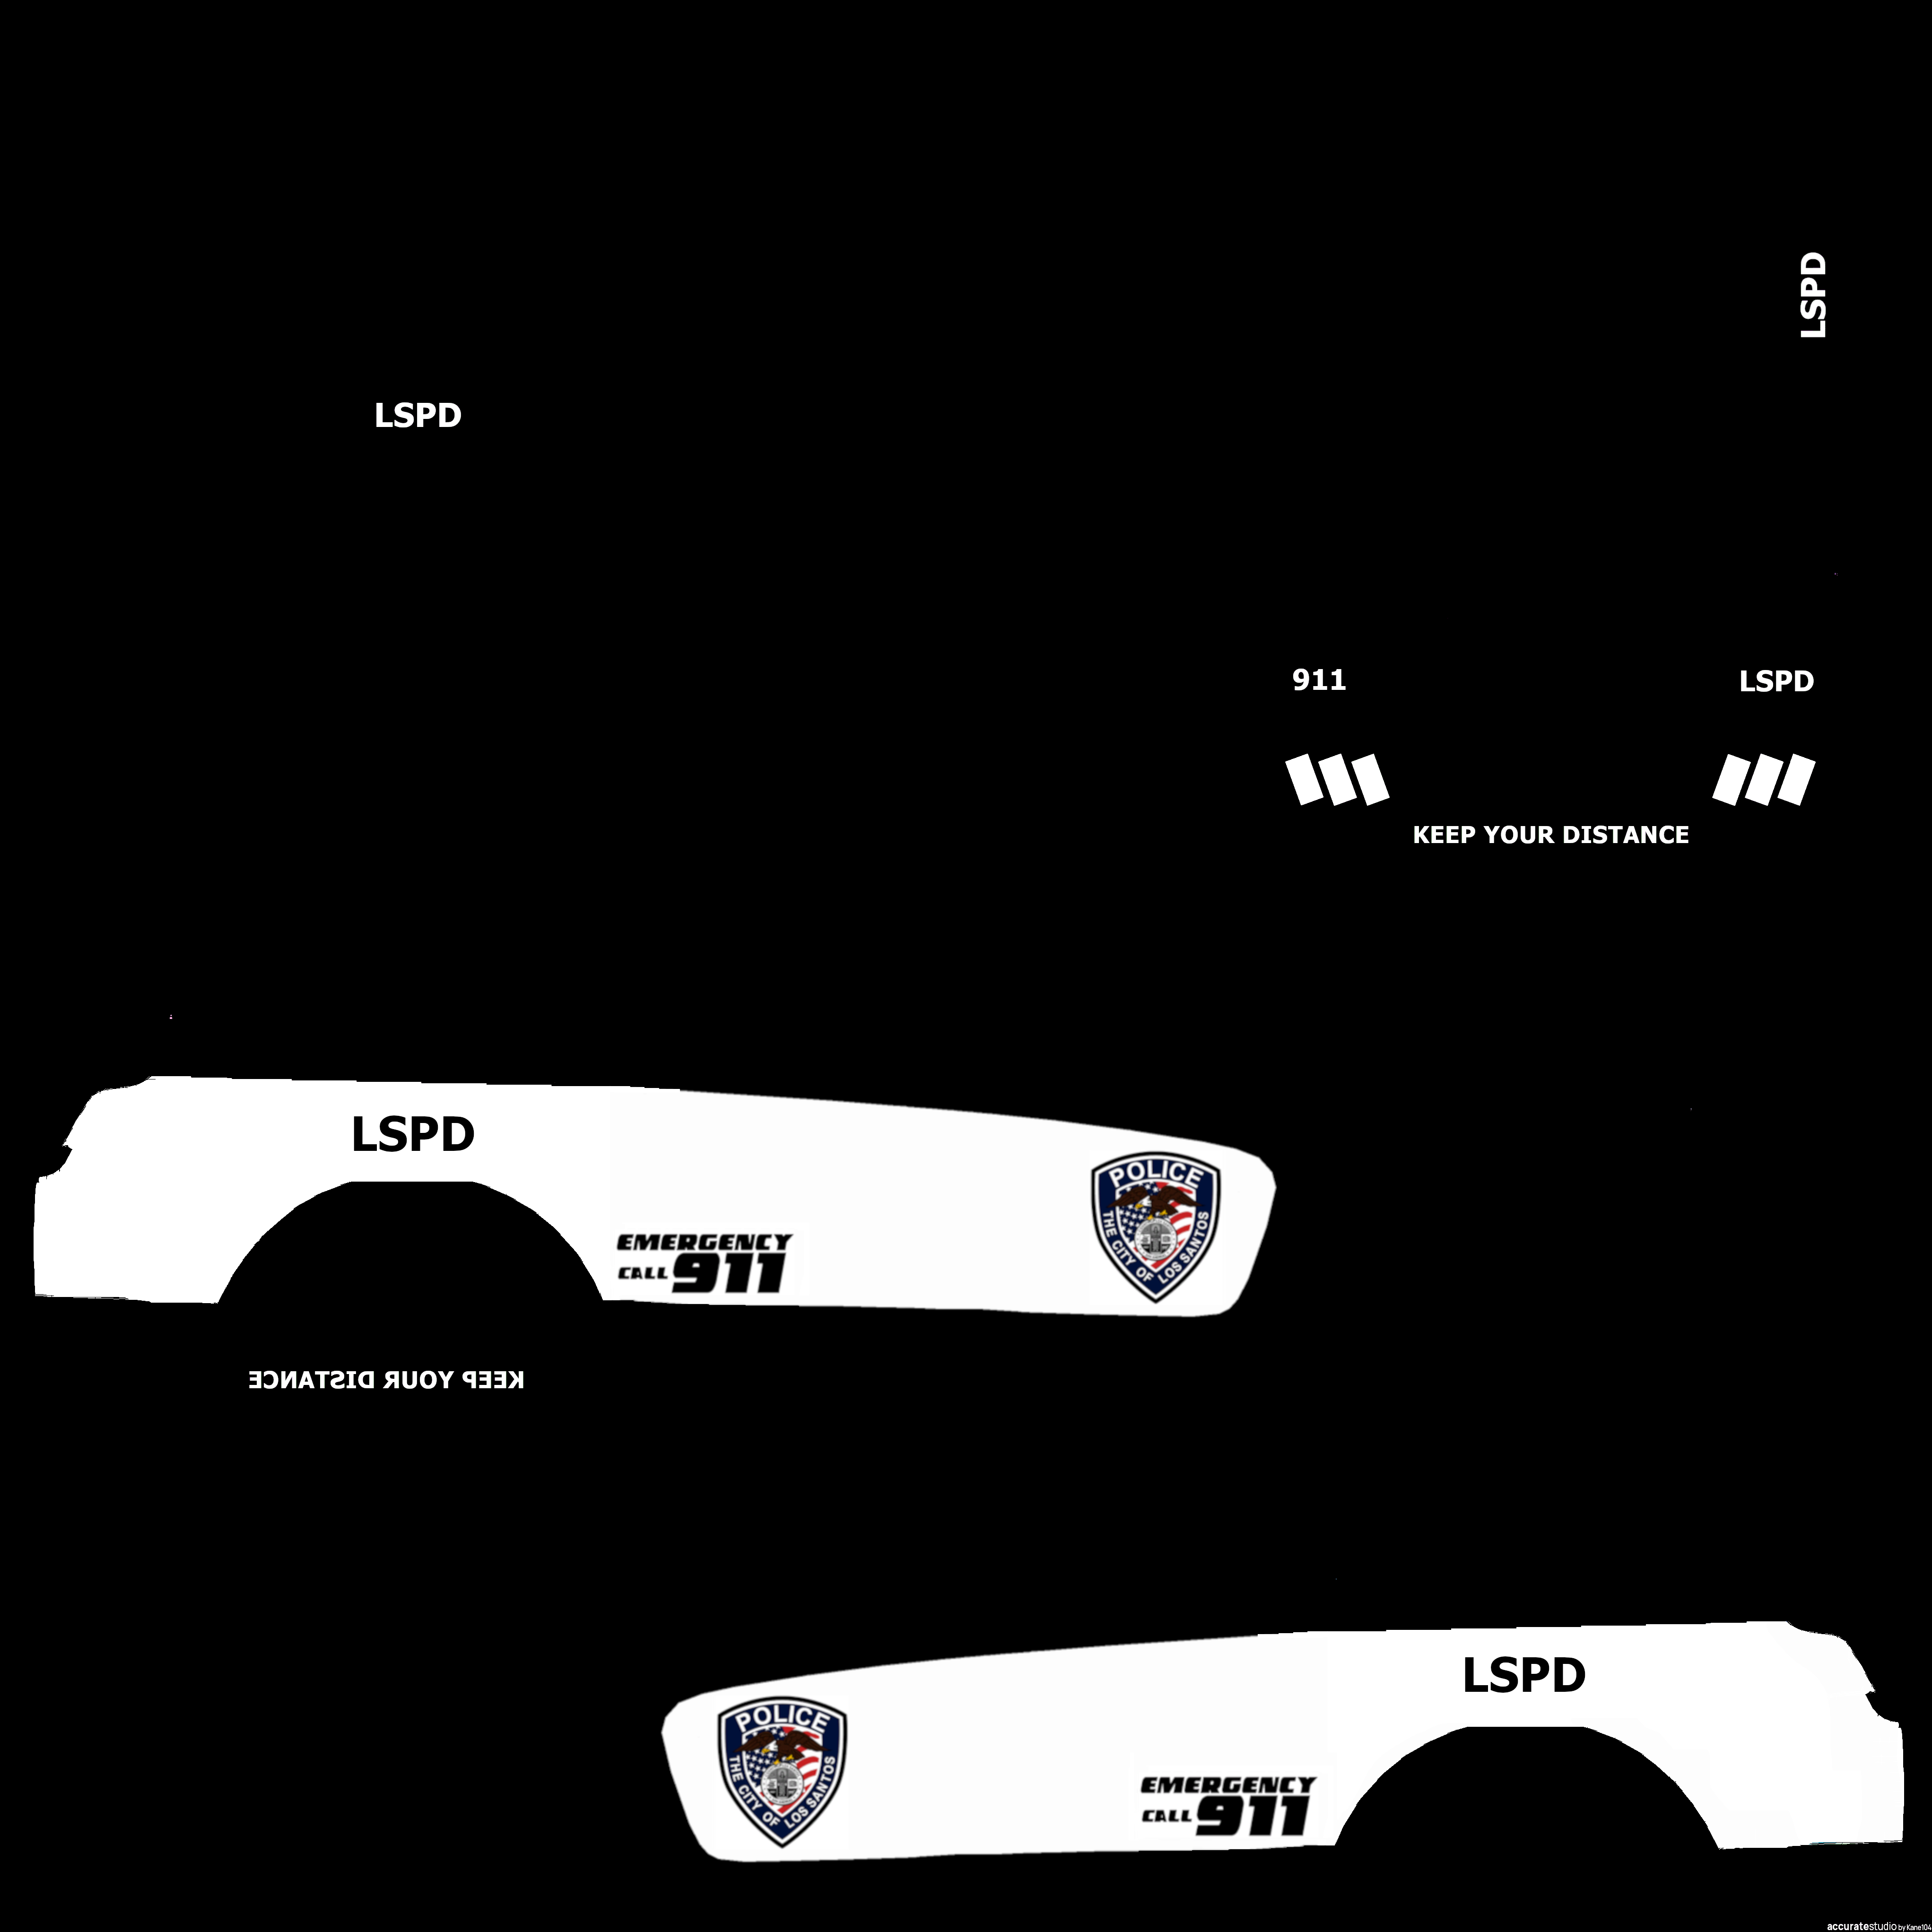 LSPD
LSPD
911
LSPD
KEEP YOUR DISTANCE
LSPD
POLICE
THE CITY OF LOS SANTOS
EMERGENCY
CALL 911
KEEP YOUR DISTANCE
LSPD
POLICE
THE CITY OF LOS SANTOS
EMERGENCY
CALL 911
accuratestudio by Kane104